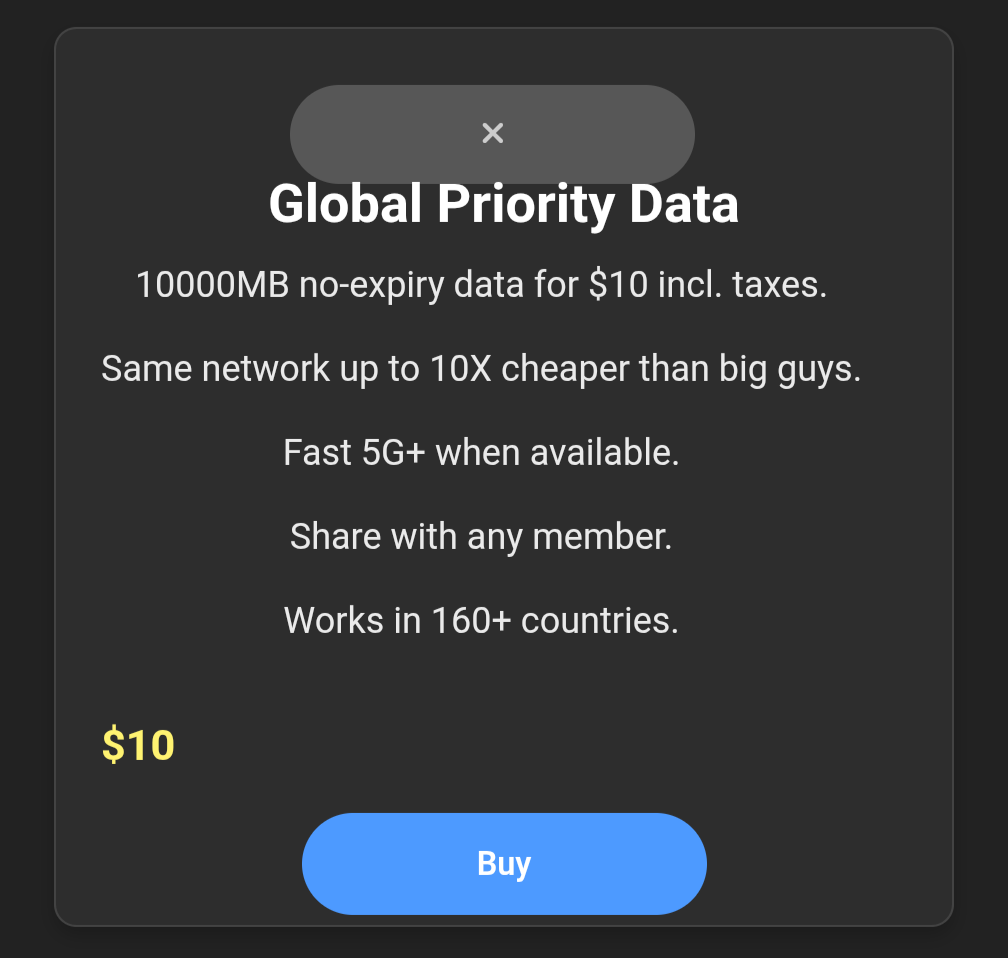 ×
Global Priority Data
10000MB no-expiry data for $10 incl. taxes.
Same network up to 10X cheaper than big guys.
Fast 5G+ when available.
Share with any member.
Works in 160+ countries.
$10
Buy